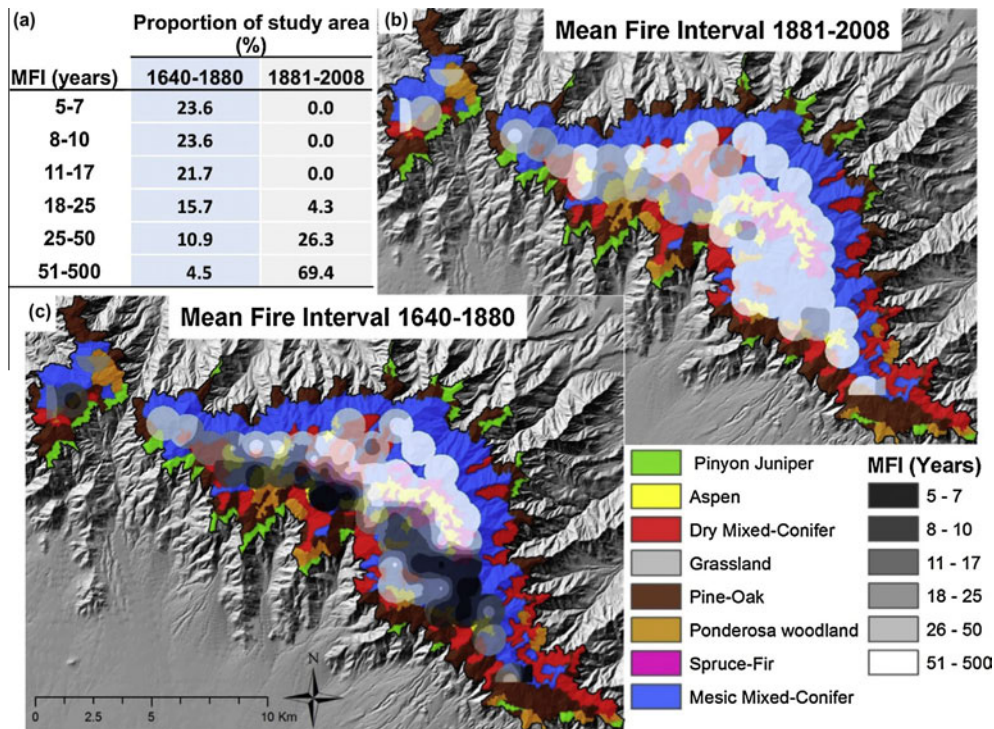 (a)
Proportion of study area
(%)
MFI (years) 1640-1880 1881-2008
5-7 23.6 0.0
8-10 23.6 0.0
11-17 21.7 0.0
18-25 15.7 4.3
25-50 10.9 26.3
51-500 4.5 69.4
(b)
Mean Fire Interval 1881-2008
(c)
Mean Fire Interval 1640-1880
N
0 2.5 5 10 Km
Pinyon Juniper
Aspen
Dry Mixed-Conifer
Grassland
Pine-Oak
Ponderosa woodland
Spruce-Fir
Mesic Mixed-Conifer
MFI (Years)
5 - 7
8 - 10
11 - 17
18 - 25
26 - 50
51 - 500